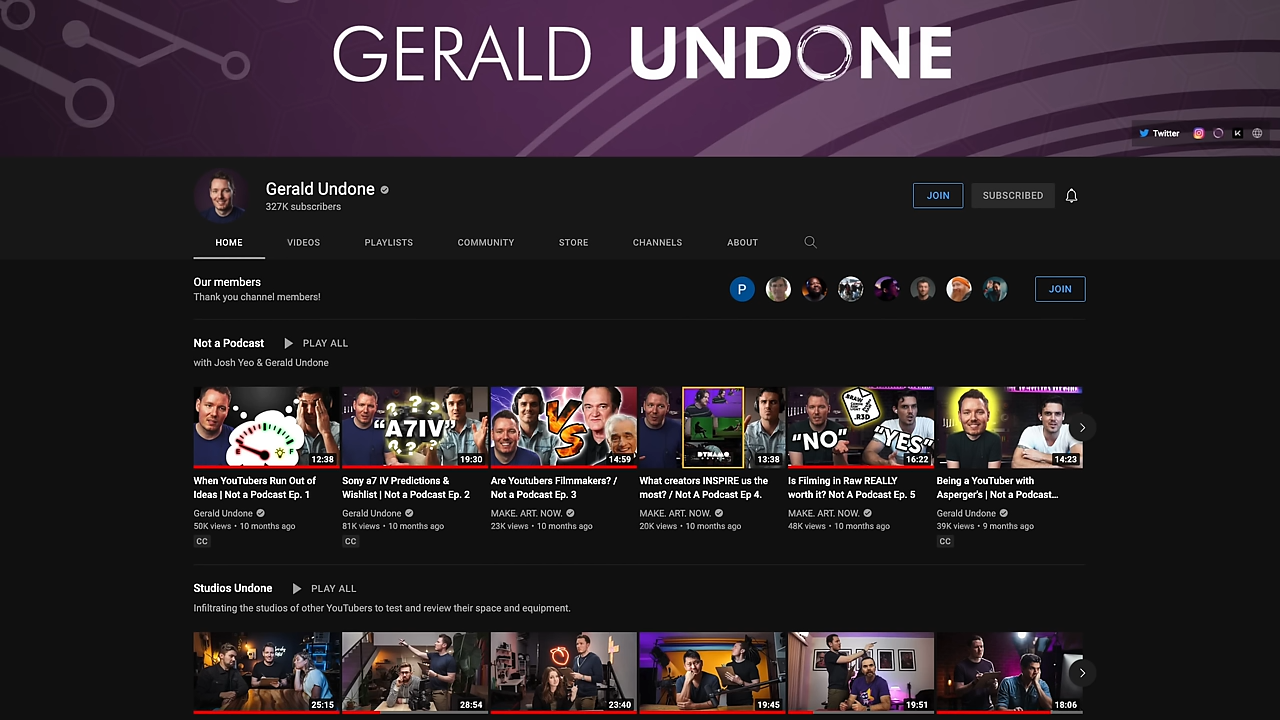 GERALD UNDONE
Twitter
Gerald Undone
327K subscribers
JOIN
SUBSCRIBED
HOME
VIDEOS
PLAYLISTS
COMMUNITY
STORE
CHANNELS
ABOUT
Our members
Thank you channel members!
P
JOIN
Not a Podcast
PLAY ALL
with Josh Yeo & Gerald Undone
E F
12:38
? ? ?
"A7IV"
? ?
19:30
VS
14:59
DYNAMO
13:38
"NO"
BRAW
.R3D
"YES"
16:22
14:23
When YouTubers Run Out of
Ideas | Not a Podcast Ep. 1
Gerald Undone
50K views • 10 months ago
CC
Sony a7 IV Predictions &
Wishlist | Not a Podcast Ep. 2
Gerald Undone
81K views • 10 months ago
CC
Are Youtubers Filmmakers? /
Not a Podcast Ep. 3
MAKE. ART. NOW.
23K views • 10 months ago
What creators INSPIRE us the
most? / Not A Podcast Ep 4.
MAKE. ART. NOW.
20K views • 10 months ago
Is Filming in Raw REALLY
worth it? Not A Podcast Ep. 5
MAKE. ART. NOW.
48K views • 10 months ago
Being a YouTuber with
Asperger's | Not a Podcast...
Gerald Undone
39K views • 9 months ago
CC
Studios Undone
PLAY ALL
Infiltrating the studios of other YouTubers to test and review their space and equipment.
25:15
28:54
23:40
19:45
19:51
18:06